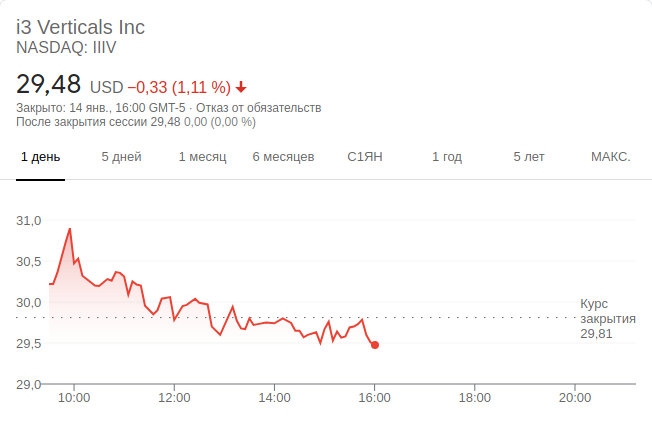 i3 Verticals Inc
NASDAQ: IIIV
29,48 USD −0,33 (1,11 %)
Закрыто: 14 янв., 16:00 GMT-5 · Отказ от обязательств
После закрытия сессии 29,48 0,00 (0,00 %)
1 день 5 дней 1 месяц 6 месяцев С1ЯН 1 год 5 лет МАКС.
31,0
30,5
30,0
Курс
закрытия
29,81
29,5
29,0
10:00 12:00 14:00 16:00 18:00 20:00